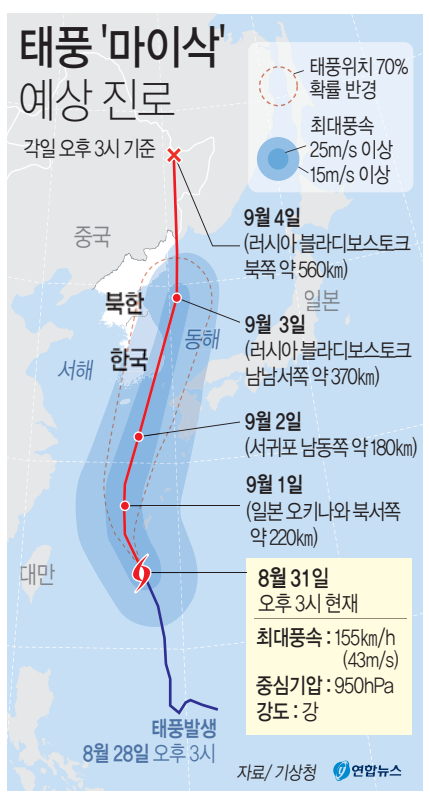 태풍 '마이삭'
예상 진로
각일 오후 3시 기준
태풍위치 70%
확률 반경
최대풍속
25m/s 이상
15m/s 이상
9월 4일
(러시아 블라디보스토크
북쪽 약 560㎞)
중국
북한
일본
9월 3일
(러시아 블라디보스토크
남남서쪽 약 370㎞)
동해
한국
서해
9월 2일
(서귀포 남동쪽 약 180㎞)
9월 1일
(일본 오키나와 북서쪽
약 220㎞)
대만
8월 31일
오후 3시 현재
최대풍속 : 155㎞/h
(43m/s)
중심기압 : 950hPa
강도 : 강
태풍발생
8월 28일 오후 3시
자료/ 기상청
연합뉴스